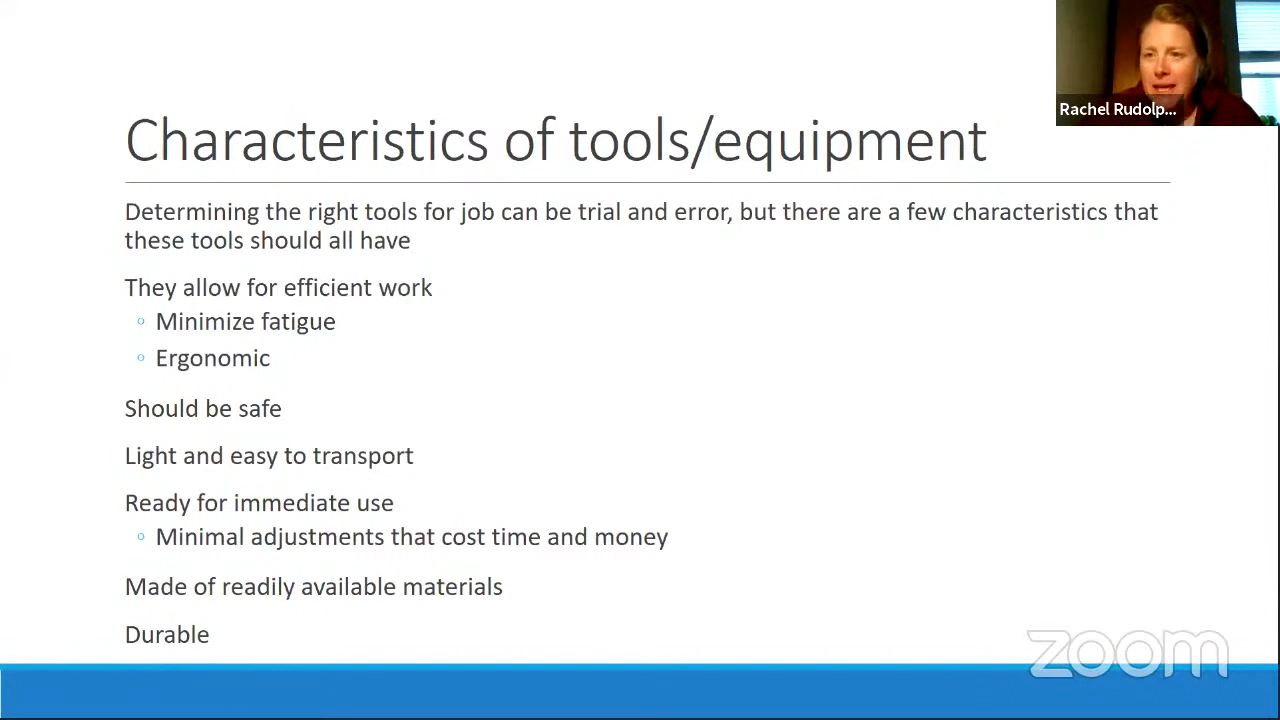 Rachel Rudolp...
Characteristics of tools/equipment
Determining the right tools for job can be trial and error, but there are a few characteristics that
these tools should all have
They allow for efficient work
◦ Minimize fatigue
◦ Ergonomic
Should be safe
Light and easy to transport
Ready for immediate use
◦ Minimal adjustments that cost time and money
Made of readily available materials
Durable
zoom